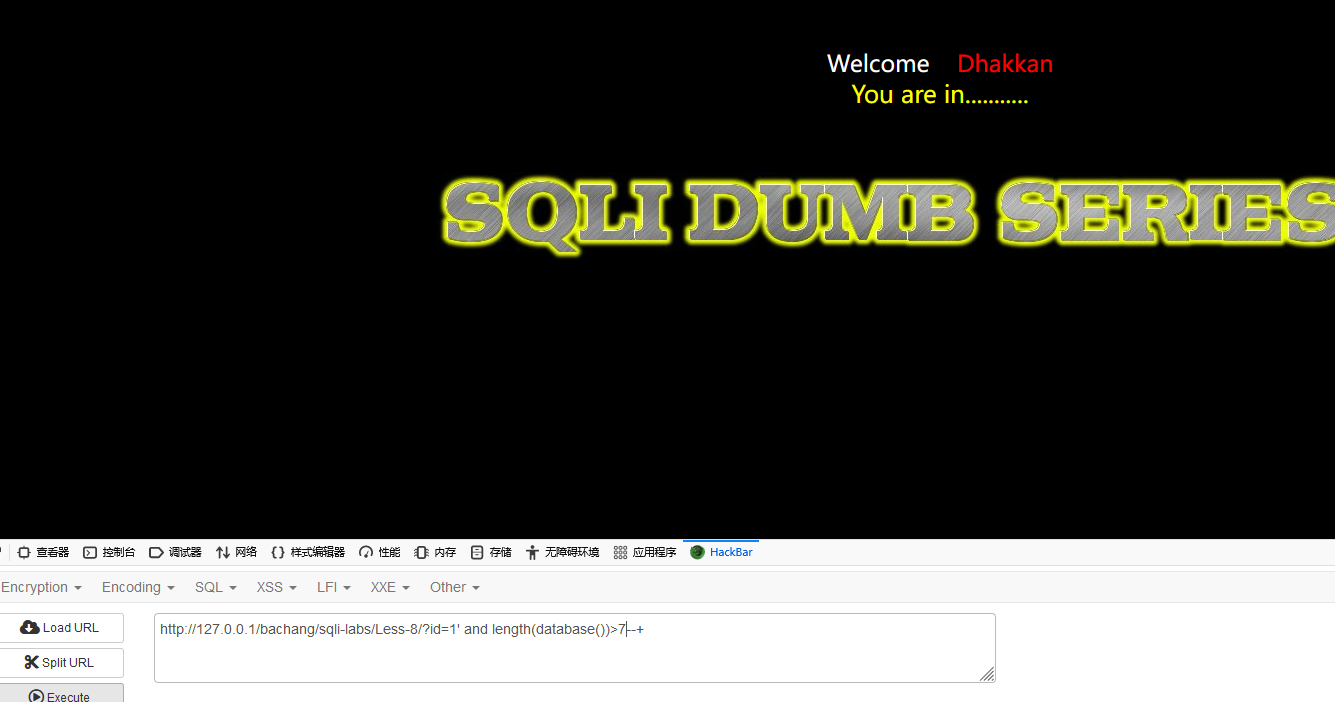 Welcome Dhakkan
You are in...........
SQLI DUMB SERIES
查看器 控制台 调试器 网络 样式编辑器 性能 内存 存储 无障碍环境 应用程序 HackBar
Encryption Encoding SQL XSS LFI XXE Other
Load URL
http://127.0.0.1/bachang/sqli-labs/Less-8/?id=1' and length(database())>7--+
Split URL
Execute